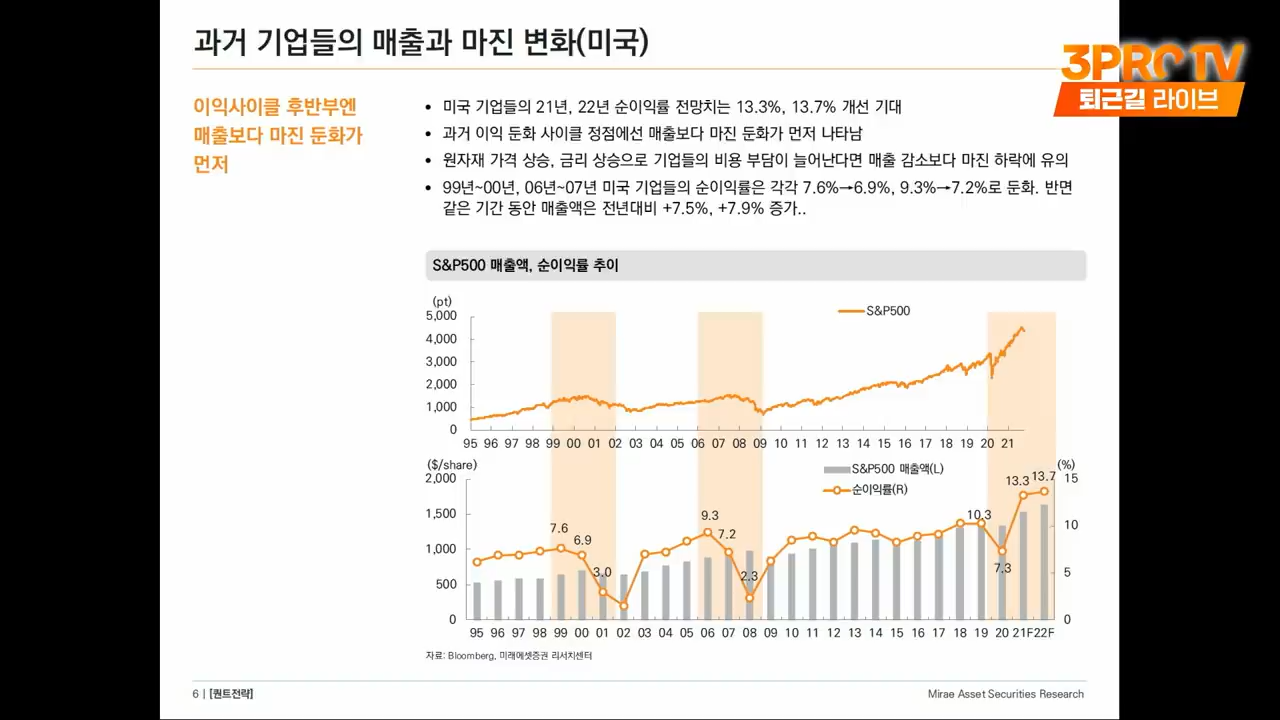 과거 기업들의 매출과 마진 변화(미국)
3PRO TV
퇴근길 라이브
이익사이클 후반부엔
매출보다 마진 둔화가
먼저
• 미국 기업들의 21년, 22년 순이익률 전망치는 13.3%, 13.7% 개선 기대
• 과거 이익 둔화 사이클 정점에선 매출보다 마진 둔화가 먼저 나타남
• 원자재 가격 상승, 금리 상승으로 기업들의 비용 부담이 늘어난다면 매출 감소보다 마진 하락에 유의
• 99년~00년, 06년~07년 미국 기업들의 순이익률은 각각 7.6%→6.9%, 9.3%→7.2%로 둔화. 반면
같은 기간 동안 매출액은 전년대비 +7.5%, +7.9% 증가..
S&P500 매출액, 순이익률 추이
(pt)
S&P500
5,000
4,000
3,000
2,000
1,000
0
95 96 97 98 99 00 01 02 03 04 05 06 07 08 09 10 11 12 13 14 15 16 17 18 19 20 21
($/share)
(%)
S&P500 매출액(L)
순이익률(R)
2,000
1,500
1,000
500
0
15
10
5
0
7.6
6.9
3.0
9.3
7.2
2.3
10.3
7.3
13.3
13.7
95 96 97 98 99 00 01 02 03 04 05 06 07 08 09 10 11 12 13 14 15 16 17 18 19 20 21F 22F
자료: Bloomberg, 미래에셋증권 리서치센터
6 | [퀀트전략]
Mirae Asset Securities Research